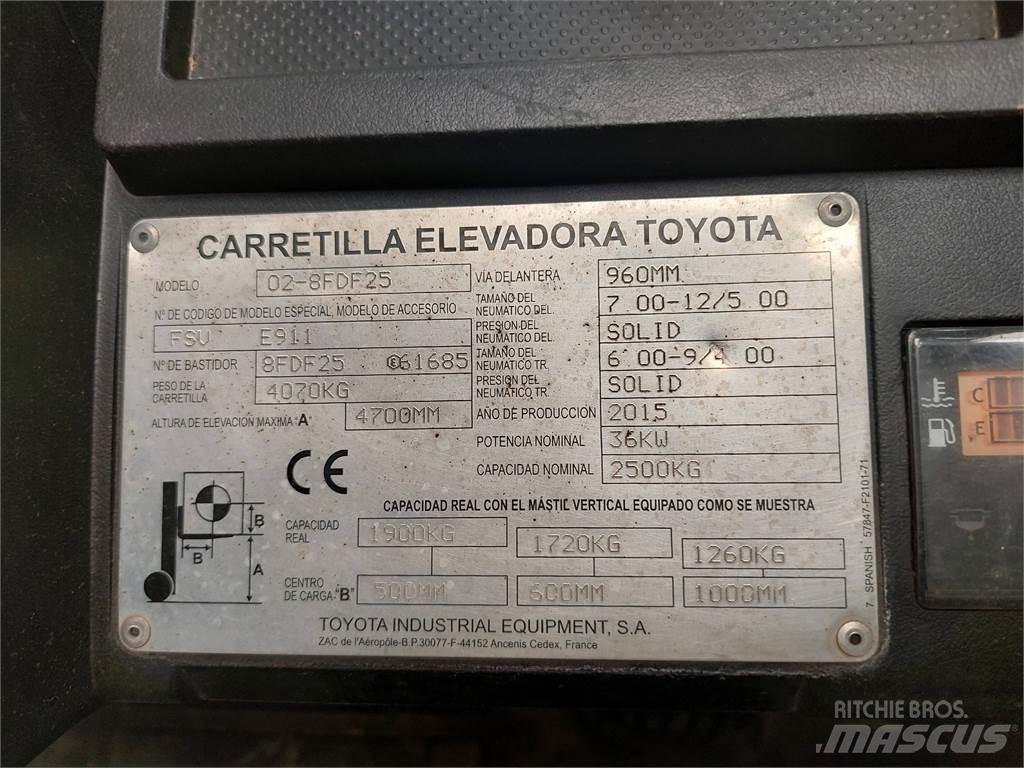 CARRETILLA ELEVADORA TOYOTA
MODELO 02-8FDF25
Nº DE CODIGO DE MODELO ESPECIAL, MODELO DE ACCESORIO
FSV E911
Nº DE BASTIDOR 8FDF25 E61685
PESO DE LA CARRETILLA 4070KG
ALTURA DE ELEVACION MAXIMA "A" 4700MM
VÍA DELANTERA 960MM
TAMAÑO DEL NEUMATICO DEL. 7 00-12/5 00
PRESION DEL NEUMATICO DEL. SOLID
TAMAÑO DEL NEUMATICO TR. 6 00-9/4 00
PRESION DEL NEUMATICO TR. SOLID
AÑO DE PRODUCCIÓN 2015
POTENCIA NOMINAL 36KW
CAPACIDAD NOMINAL 2500KG
CE
B
B
A
CAPACIDAD REAL CON EL MÁSTIL VERTICAL EQUIPADO COMO SE MUESTRA
CAPACIDAD REAL 1900KG 1720KG 1260KG
CENTRO DE CARGA "B" 500MM 600MM 1000MM
TOYOTA INDUSTRIAL EQUIPMENT, S.A.
ZAC de l'Aéropôle-B.P.30077-F-44152 Ancenis Cedex, France
7 SPANISH 57847-F2101-71
C
E
RITCHIE BROS.
MASCUS